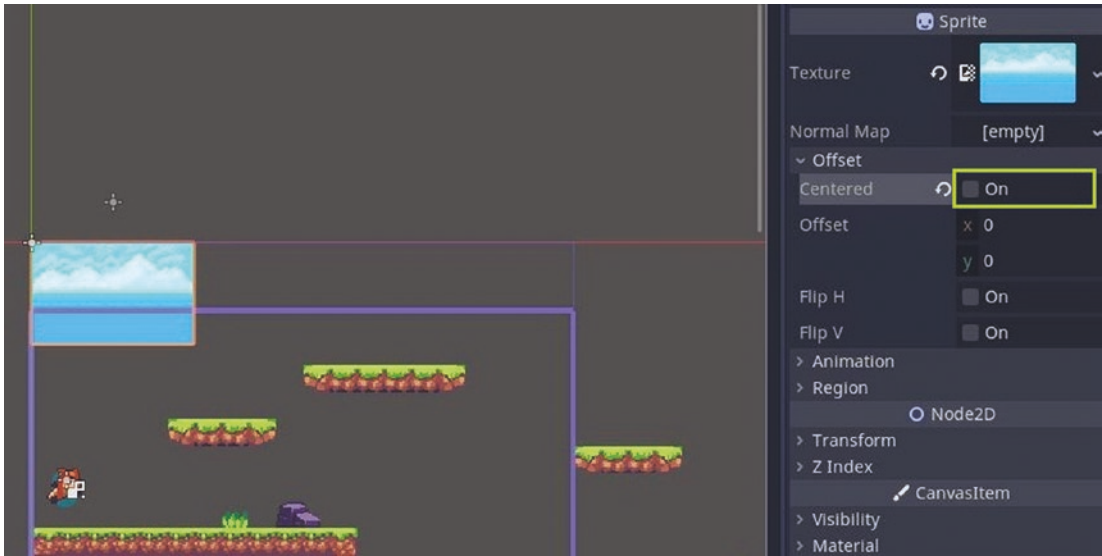 Sprite
Texture
Normal Map [empty]
Offset
Centered On
Offset x 0
y 0
Flip H On
Flip V On
Animation
Region
Node2D
Transform
Z Index
CanvasItem
Visibility
Material